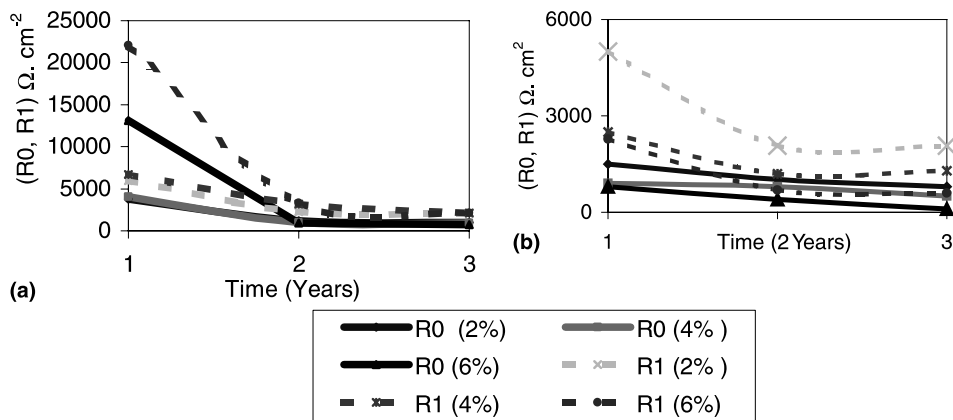 (R0, R1) Ω. cm-2
25000
20000
15000
10000
5000
0
1 2 3
Time (Years)
(a)
(R0, R1) Ω. cm2
6000
3000
0
1 Time (2 Years) 3
(b)
R0 (2%) R0 (4% )
R0 (6%) R1 (2% )
R1 (4%) R1 (6%)